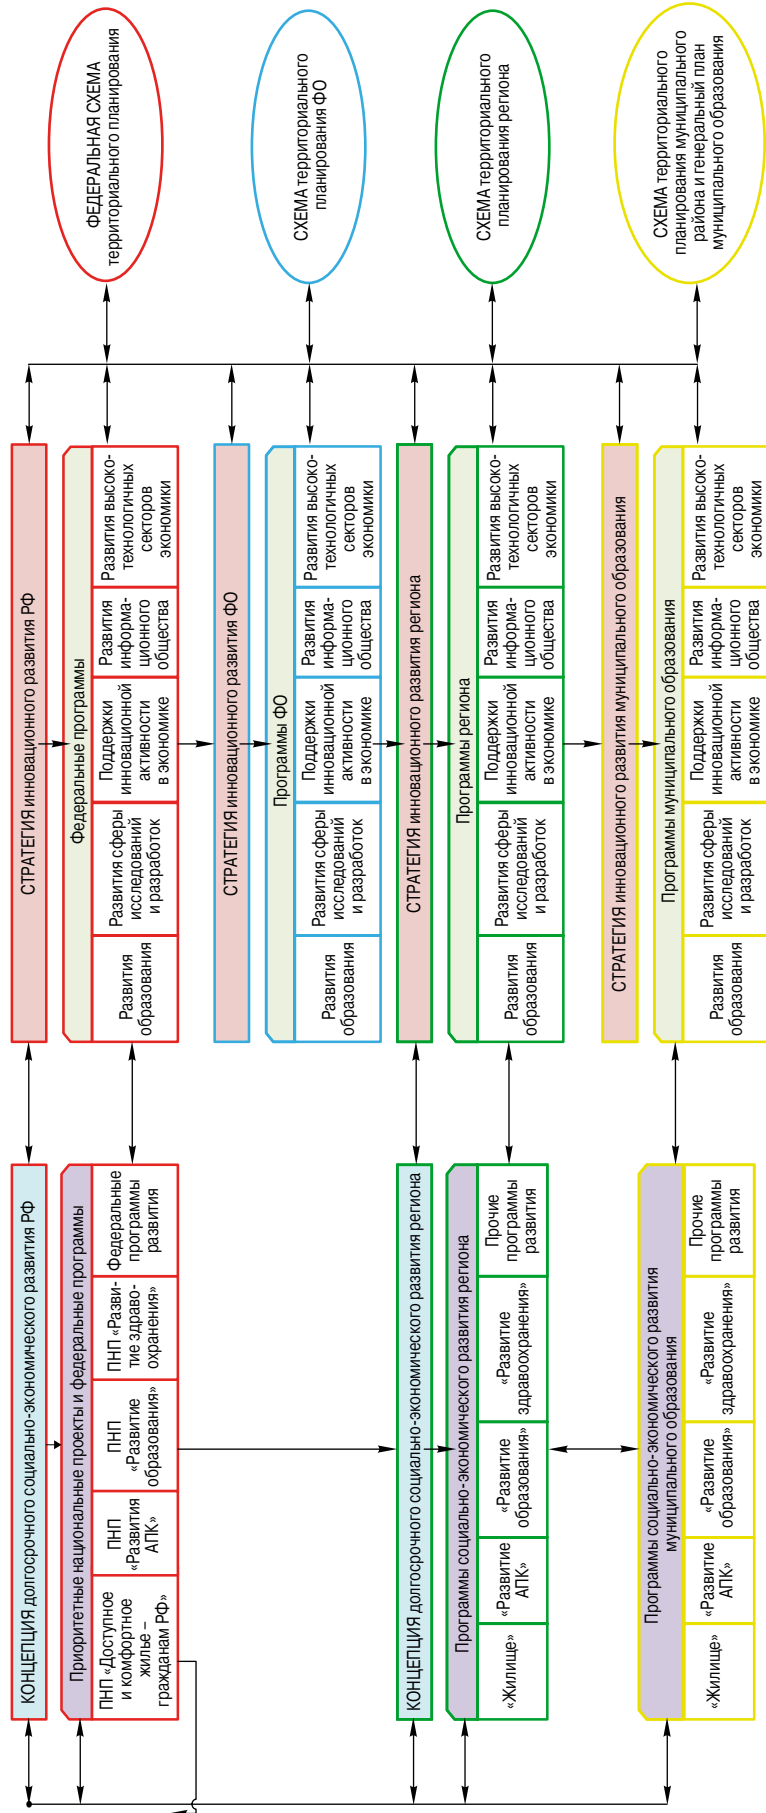 КОНЦЕПЦИЯ долгосрочного социально-экономического развития РФ
Приоритетные национальные проекты и федеральные программы
ПНП «Доступное
и комфортное
жилье –
гражданам РФ»
ПНП
«Развития
АПК»
ПНП
«Развитие
образования»
ПНП «Разви-
тие здраво-
охранения»
Федеральные
программы
развития
СТРАТЕГИЯ инновационного развития РФ
Федеральные программы
Развития
образования
Развития сферы
исследований
и разработок
Поддержки
инновационной
активности
в экономике
Развития
информа-
ционного
общества
Развития высоко-
технологичных
секторов
экономики
ФЕДЕРАЛЬНАЯ СХЕМА
территориального планирования
СТРАТЕГИЯ инновационного развития ФО
Программы ФО
Развития
образования
Развития сферы
исследований
и разработок
Поддержки
инновационной
активности
в экономике
Развития
информа-
ционного
общества
Развития высоко-
технологичных
секторов
экономики
СХЕМА территориального
планирования ФО
КОНЦЕПЦИЯ долгосрочного социально-экономического развития региона
Программы социально-экономического развития региона
«Жилище»
«Развитие
АПК»
«Развитие
образования»
«Развитие
здравоохранения»
Прочие
программы
развития
СТРАТЕГИЯ инновационного развития региона
Программы региона
Развития
образования
Развития сферы
исследований
и разработок
Поддержки
инновационной
активности
в экономике
Развития
информа-
ционного
общества
Развития высоко-
технологичных
секторов
экономики
СХЕМА территориального
планирования региона
Программы социально-экономического развития
муниципального образования
«Жилище»
«Развитие
АПК»
«Развитие
образования»
«Развитие
здравоохранения»
Прочие
программы
развития
СТРАТЕГИЯ инновационного развития муниципального образования
Программы муниципального образования
Развития
образования
Развития сферы
исследований
и разработок
Поддержки
инновационной
активности
в экономике
Развития
информа-
ционного
общества
Развития высоко-
технологичных
секторов
экономики
СХЕМА территориального
планирования муниципального
района и генеральный план
муниципального образования